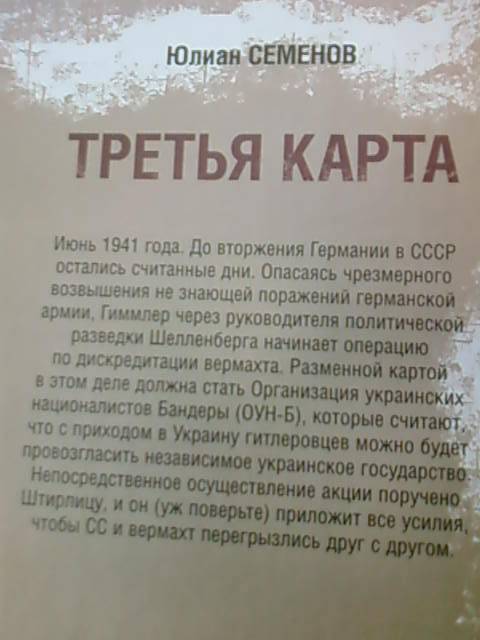 Юлиан СЕМЕНОВ
ТРЕТЬЯ КАРТА
Июнь 1941 года. До вторжения Германии в СССР
остались считанные дни. Опасаясь чрезмерного
возвышения не знающей поражений германской
армии, Гиммлер через руководителя политической
разведки Шелленберга начинает операцию
по дискредитации вермахта. Разменной картой
в этом деле должна стать Организация украинских
националистов Бандеры (ОУН-Б), которые считают,
что с приходом в Украину гитлеровцев можно будет
провозгласить независимое украинское государство.
Непосредственное осуществление акции поручено
Штирлицу, и он (уж поверьте) приложит все усилия,
чтобы СС и вермахт перегрызлись друг с другом.